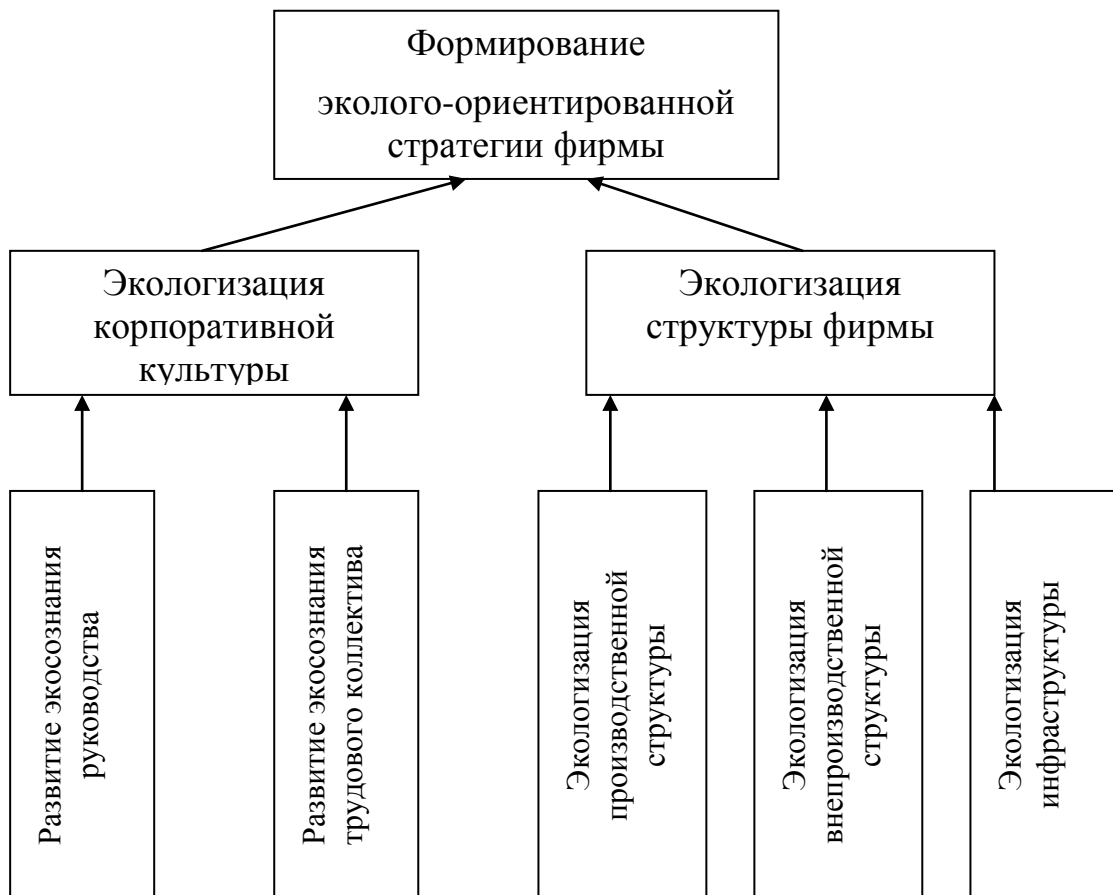 Формирование
эколого-ориентированной
стратегии фирмы
Экологизация
корпоративной
культуры
Экологизация
структуры фирмы
Развитие экосознания
руководства
Развитие экосознания
трудового коллектива
Экологизация
производственной
структуры
Экологизация
внепроизводственной
структуры
Экологизация
инфраструктуры